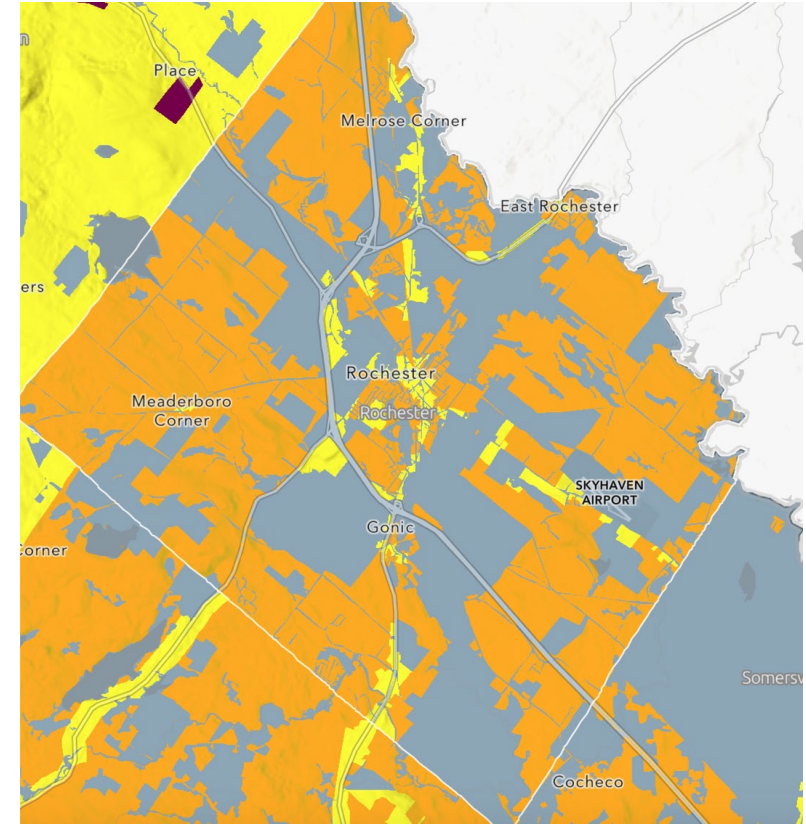 Place
Melrose Corner
East Rochester
ers
Rochester
Meaderboro
Corner
Rochester
SKYHAVEN
AIRPORT
Gonic
Corner
Somersv
Cocheco